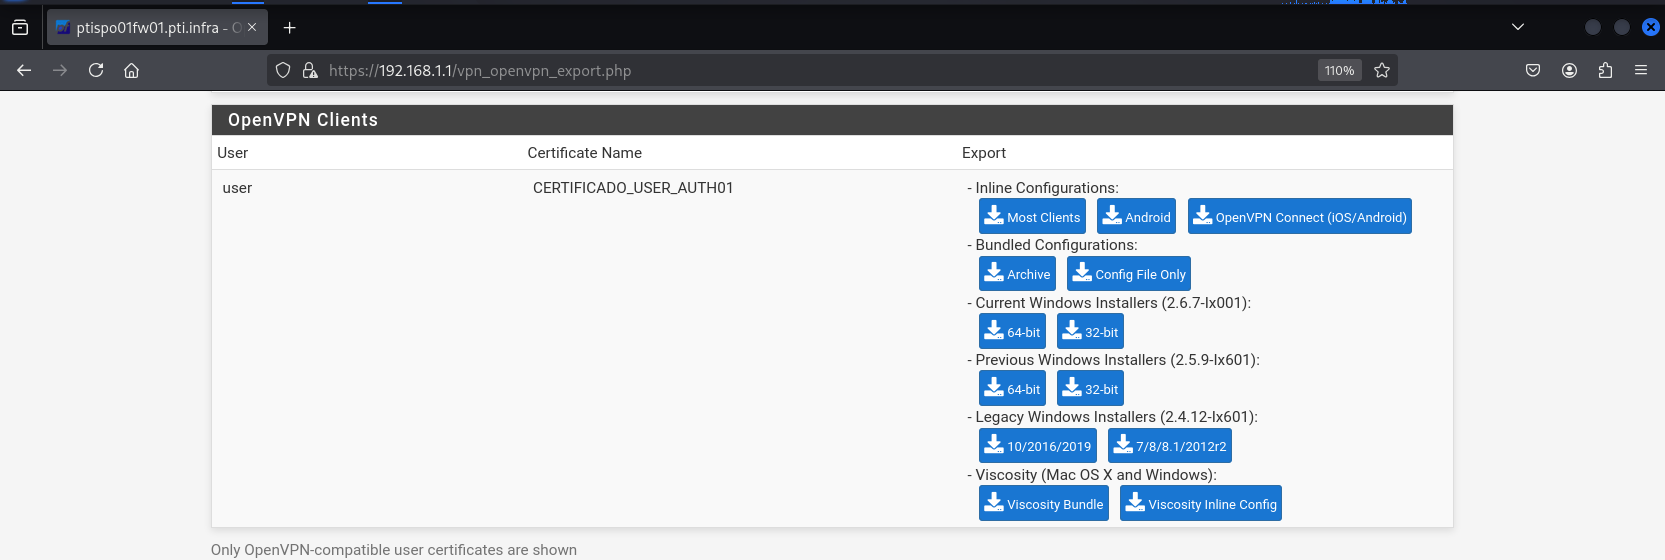 ptispo01fw01.pti.infra - O
https://192.168.1.1/vpn_openvpn_export.php 110%
OpenVPN Clients
User Certificate Name Export
user CERTIFICADO_USER_AUTH01 - Inline Configurations:
Most Clients Android OpenVPN Connect (iOS/Android)
- Bundled Configurations:
Archive Config File Only
- Current Windows Installers (2.6.7-Ix001):
64-bit 32-bit
- Previous Windows Installers (2.5.9-Ix601):
64-bit 32-bit
- Legacy Windows Installers (2.4.12-Ix601):
10/2016/2019 7/8/8.1/2012r2
- Viscosity (Mac OS X and Windows):
Viscosity Bundle Viscosity Inline Config
Only OpenVPN-compatible user certificates are shown